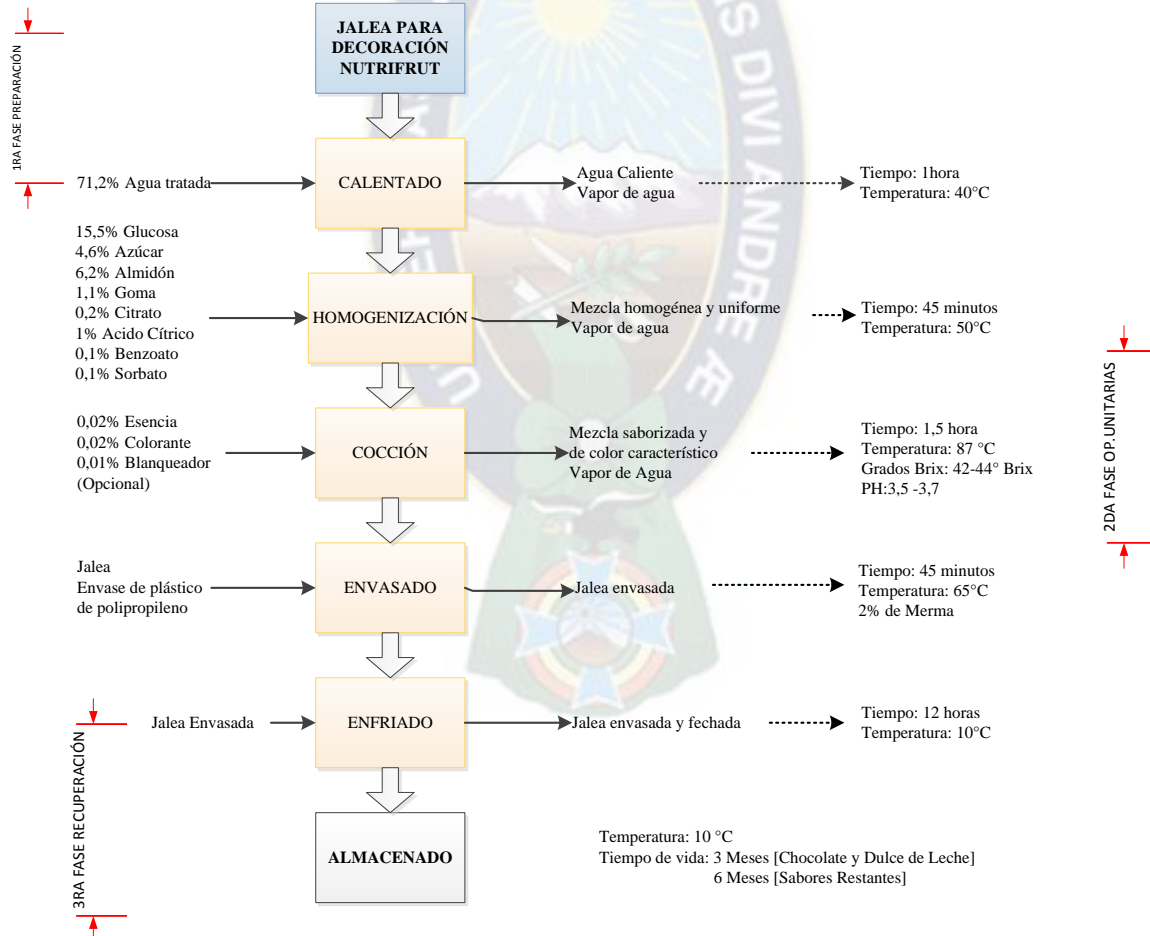 JALEA PARA
DECORACIÓN
NUTRIFRUT
1RA FASE PREPARACIÓN
71,2% Agua tratada
CALENTADO
Agua Caliente
Vapor de agua
Tiempo: 1hora
Temperatura: 40°C
15,5% Glucosa
4,6% Azúcar
6,2% Almidón
1,1% Goma
0,2% Citrato
1% Acido Cítrico
0,1% Benzoato
0,1% Sorbato
HOMOGENIZACIÓN
Mezcla homogénea y uniforme
Vapor de agua
Tiempo: 45 minutos
Temperatura: 50°C
0,02% Esencia
0,02% Colorante
0,01% Blanqueador
(Opcional)
COCCIÓN
Mezcla saborizada y
de color característico
Vapor de Agua
Tiempo: 1,5 hora
Temperatura: 87 °C
Grados Brix: 42-44° Brix
PH:3,5 -3,7
2DA FASE OP.UNITARIAS
Jalea
Envase de plástico
de polipropileno
ENVASADO
Jalea envasada
Tiempo: 45 minutos
Temperatura: 65°C
2% de Merma
Jalea Envasada
ENFRIADO
Jalea envasada y fechada
Tiempo: 12 horas
Temperatura: 10°C
3RA FASE RECUPERACIÓN
ALMACENADO
Temperatura: 10 °C
Tiempo de vida: 3 Meses [Chocolate y Dulce de Leche]
6 Meses [Sabores Restantes]
IS DIVI ANDRE Æ